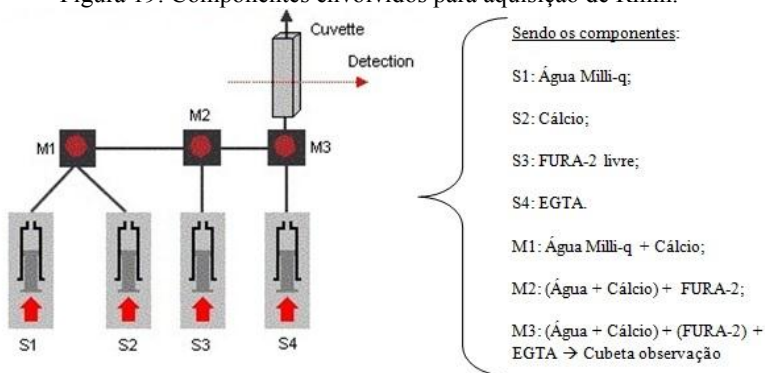 Figura 19: Componentes envolvidos para aquisição de Rmin.
Cuvette
Detection
M2
M1
M3
S1
S2
S3
S4
Sendo os componentes:
S1: Água Milli-q;
S2: Cálcio;
S3: FURA-2 livre;
S4: EGTA.
M1: Água Milli-q + Cálcio;
M2: (Água + Cálcio) + FURA-2;
M3: (Água + Cálcio) + (FURA-2) +
EGTA → Cubeta observação